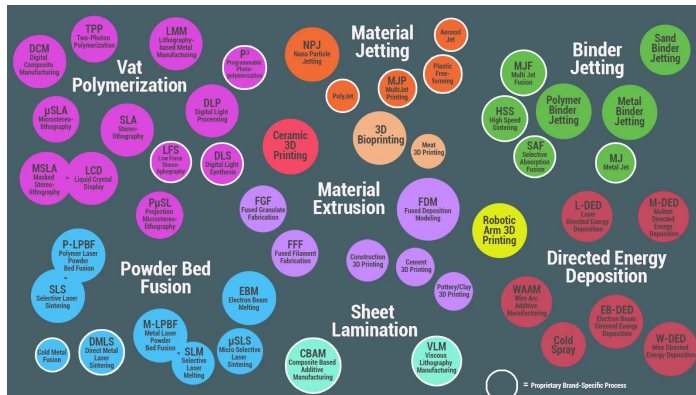 Vat
Polymerization
DCM
Digital
Composite
Manufacturing
TPP
Two-Photon
Polymerization
LMM
Lithography-
based Metal
Manufacturing
P³
Programmable
Photo-
polymerization
µSLA
Microstereo-
lithography
SLA
Stereo-
lithography
DLP
Digital Light
Processing
MSLA
Masked
Stereo-
lithography
=
LCD
Liquid Crystal
Display
LFS
Low Force
Stereo-
lighography
DLS
Digital Light
Synthesis
PµSL
Projection
Microstereo-
lithography
Material
Jetting
NPJ
Nano Particle
Jetting
Aerosol
Jet
PolyJet
MJP
MultiJet
Printing
Plastic
Free-
forming
Binder
Jetting
Sand
Binder
Jetting
MJF
Multi Jet
Fusion
HSS
High Speed
Sintering
Polymer
Binder
Jetting
Metal
Binder
Jetting
SAF
Selective
Absorption
Fusion
MJ
Metal Jet
Ceramic
3D
Printing
3D
Bioprinting
Meat
3D Printing
Material
Extrusion
FGF
Fused Granulate
Fabrication
FDM
Fused Deposition
Modeling
FFF
Fused Filament
Fabrication
Construction
3D Printing
Cement
3D Printing
Pottery/Clay
3D Printing
Robotic
Arm 3D
Printing
Powder Bed
Fusion
P-LPBF
Polymer Laser
Powder
Bed Fusion
=
SLS
Selective Laser
Sintering
EBM
Electron Beam
Melting
M-LPBF
Metal Laser
Powder
Bed Fusion
=
SLM
Selective
Laser
Melting
µSLS
Micro Selective
Laser
Sintering
Cold Metal
Fusion
DMLS
Direct Metal
Laser
Sintering
Sheet
Lamination
CBAM
Composite Based
Additive
Manufacturing
VLM
Viscous
Lithography
Manufacturing
Directed Energy
Deposition
L-DED
Laser
Directed Energy
Deposition
M-DED
Molten
Directed
Energy
Deposition
WAAM
Wire Arc
Additive
Manufacturing
EB-DED
Electron Beam
Directed Energy
Deposition
Cold
Spray
W-DED
Wire Directed
Energy Deposition
= Proprietary Brand-Specific Process